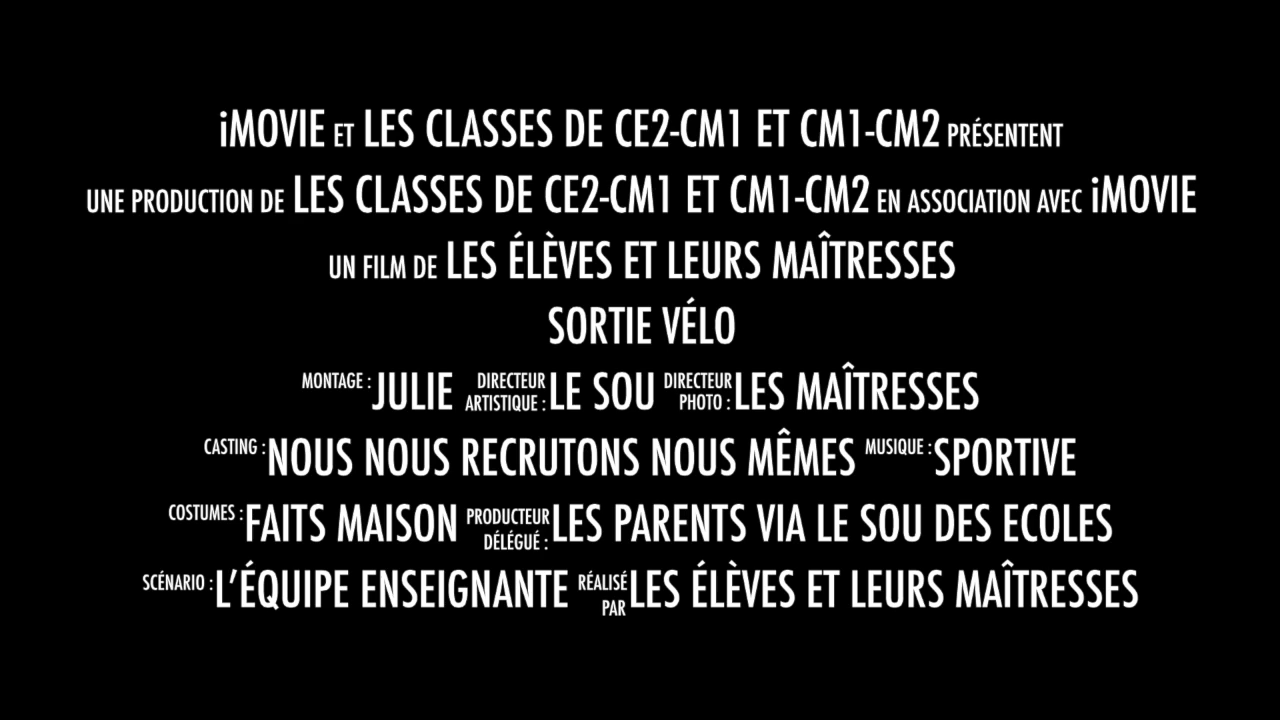 iMOVIE ET LES CLASSES DE CE2-CM1 ET CM1-CM2 PRÉSENTENT
UNE PRODUCTION DE LES CLASSES DE CE2-CM1 ET CM1-CM2 EN ASSOCIATION AVEC iMOVIE
UN FILM DE LES ÉLÈVES ET LEURS MAÎTRESSES
SORTIE VÉLO
MONTAGE : JULIE DIRECTEUR ARTISTIQUE : LE SOU DIRECTEUR PHOTO : LES MAÎTRESSES
CASTING : NOUS NOUS RECRUTONS NOUS MÊMES MUSIQUE : SPORTIVE
COSTUMES : FAITS MAISON PRODUCTEUR DÉLÉGUÉ : LES PARENTS VIA LE SOU DES ECOLES
SCÉNARIO : L'ÉQUIPE ENSEIGNANTE RÉALISÉ PAR LES ÉLÈVES ET LEURS MAÎTRESSES